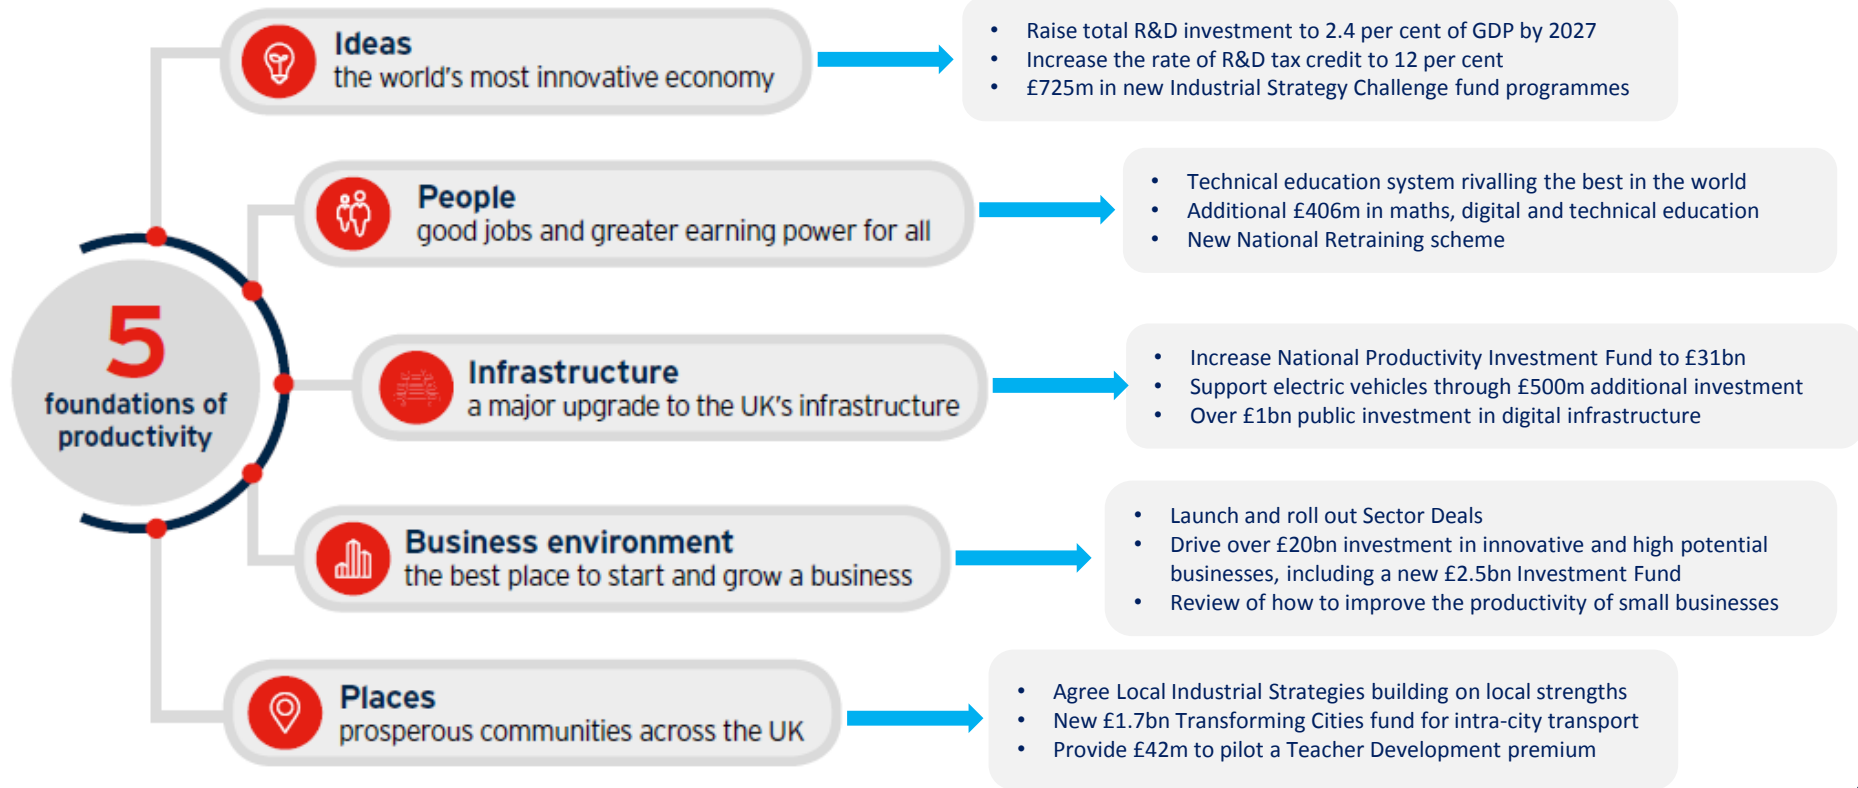 5
foundations of
productivity
Ideas
the world's most innovative economy
• Raise total R&D investment to 2.4 per cent of GDP by 2027
• Increase the rate of R&D tax credit to 12 per cent
• £725m in new Industrial Strategy Challenge fund programmes
People
good jobs and greater earning power for all
• Technical education system rivalling the best in the world
• Additional £406m in maths, digital and technical education
• New National Retraining scheme
Infrastructure
a major upgrade to the UK's infrastructure
• Increase National Productivity Investment Fund to £31bn
• Support electric vehicles through £500m additional investment
• Over £1bn public investment in digital infrastructure
Business environment
the best place to start and grow a business
• Launch and roll out Sector Deals
• Drive over £20bn investment in innovative and high potential
businesses, including a new £2.5bn Investment Fund
• Review of how to improve the productivity of small businesses
Places
prosperous communities across the UK
• Agree Local Industrial Strategies building on local strengths
• New £1.7bn Transforming Cities fund for intra-city transport
• Provide £42m to pilot a Teacher Development premium